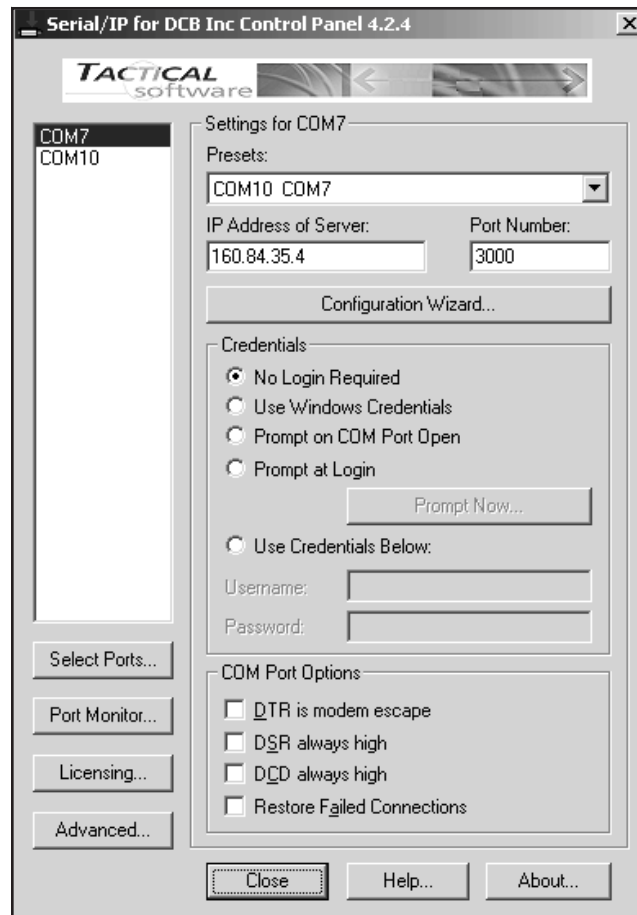 Serial/IP for DCB Inc Control Panel 4.2.4
TACTICAL
software
COM7
COM10
Settings for COM7
Presets:
COM10 COM7
IP Address of Server:
Port Number:
160.84.35.4
3000
Configuration Wizard...
Credentials
No Login Required
Use Windows Credentials
Prompt on COM Port Open
Prompt at Login
Prompt Now...
Use Credentials Below:
Username:
Password:
COM Port Options
DTR is modem escape
DSR always high
DCD always high
Restore Failed Connections
Select Ports...
Port Monitor...
Licensing...
Advanced...
Close
Help...
About...